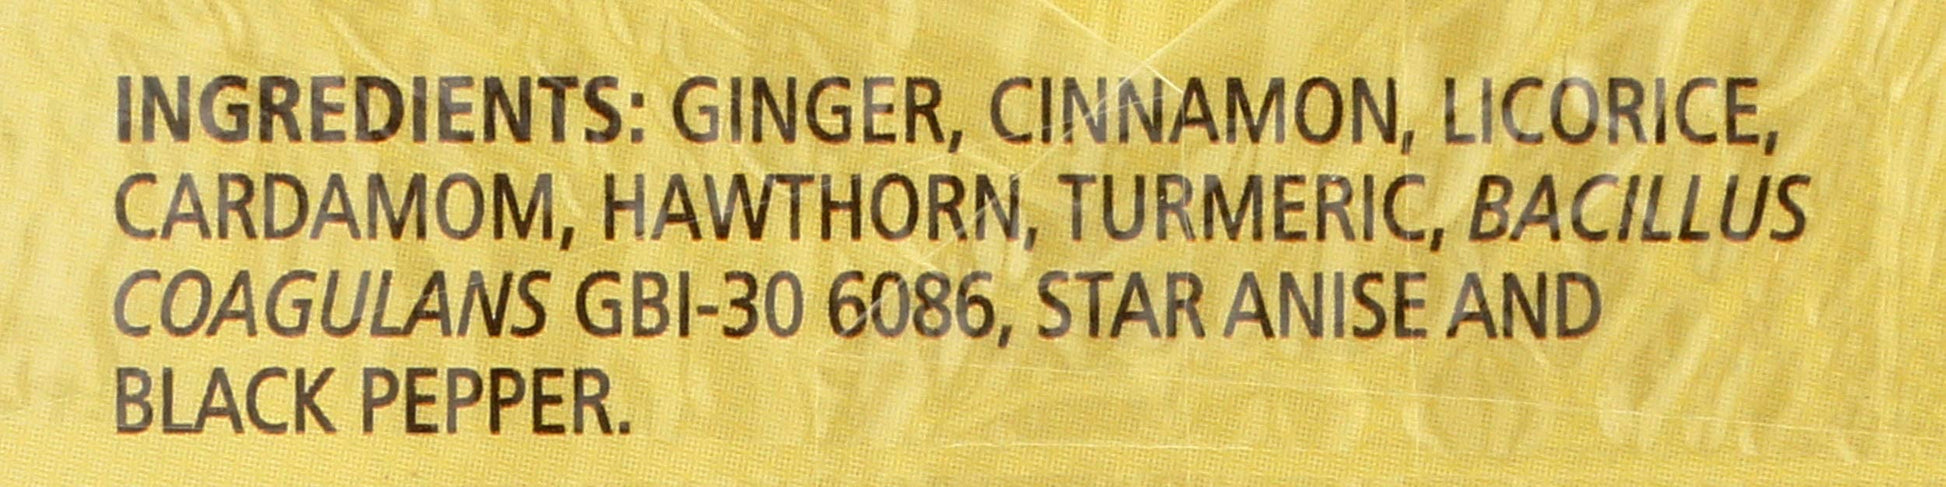 INGREDIENTS: GINGER, CINNAMON, LICORICE,
CARDAMOM, HAWTHORN, TURMERIC, BACILLUS
COAGULANS GBI-30 6086, STAR ANISE AND
BLACK PEPPER.